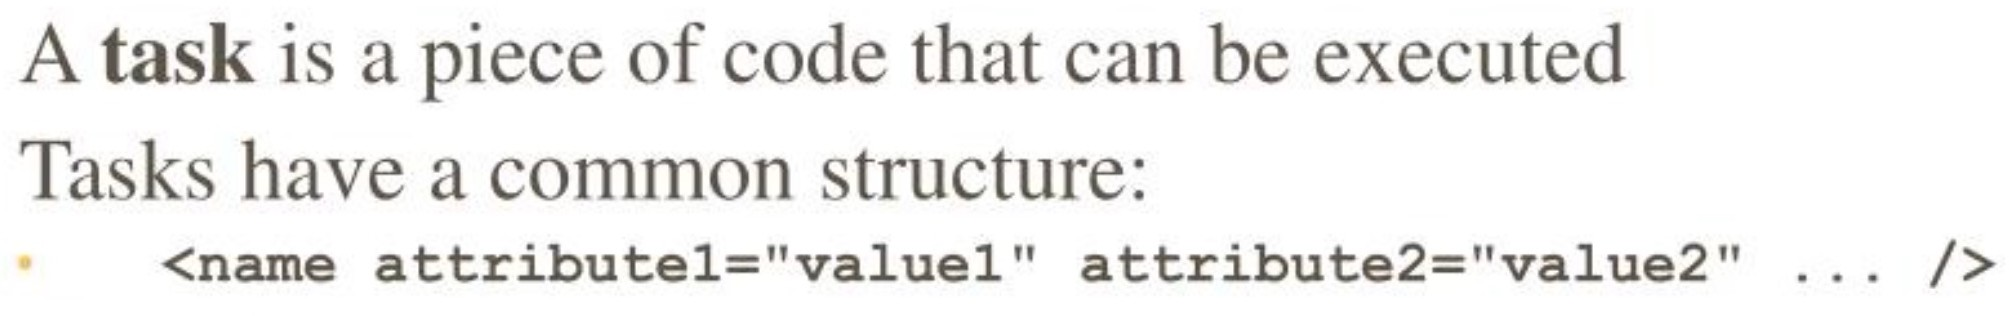 A task is a piece of code that can be executed
Tasks have a common structure:
• <name attribute1="value1" attribute2="value2" ... />